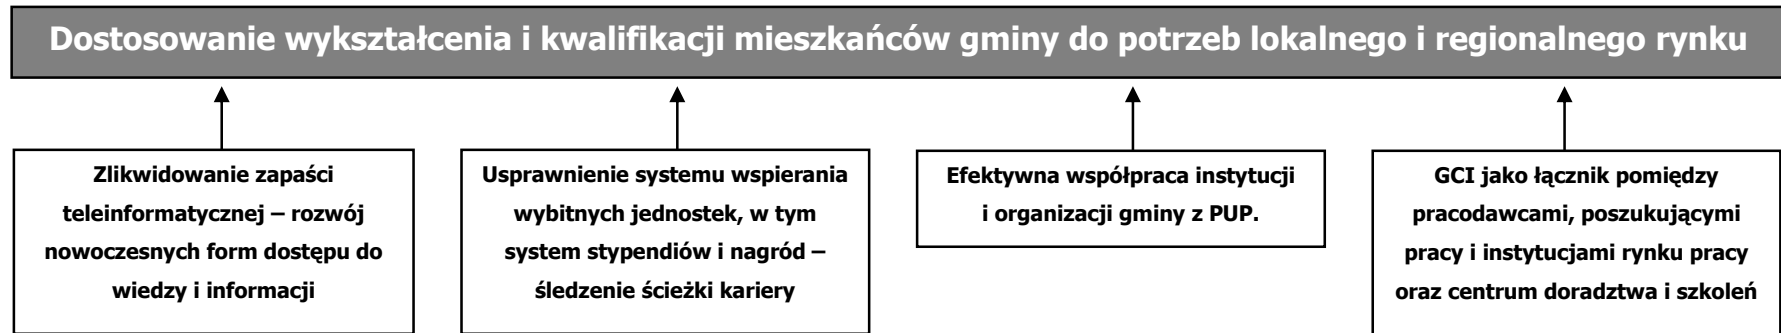 Dostosowanie wykształcenia i kwalifikacji mieszkańców gminy do potrzeb lokalnego i regionalnego rynku
Zlikwidowanie zapaści
teleinformatycznej – rozwój
nowoczesnych form dostępu do
wiedzy i informacji
Usprawnienie systemu wspierania
wybitnych jednostek, w tym
system stypendiów i nagród –
śledzenie ścieżki kariery
Efektywna współpraca instytucji
i organizacji gminy z PUP.
GCI jako łącznik pomiędzy
pracodawcami, poszukującymi
pracy i instytucjami rynku pracy
oraz centrum doradztwa i szkoleń